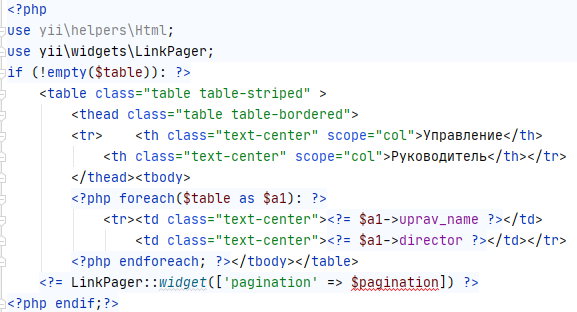 <?php
use yii\helpers\Html;
use yii\widgets\LinkPager;
if (!empty($table)): ?>
    <table class="table table-striped" >
        <thead class="table table-bordered">
        <tr>    <th class="text-center" scope="col">Управление</th>
            <th class="text-center" scope="col">Руководитель</th></tr>
        </thead><tbody>
        <?php foreach($table as $a1): ?>
            <tr><td class="text-center"><?= $a1->uprav_name ?></td>
                <td class="text-center"><?= $a1->director ?></td></tr>
        <?php endforeach; ?></tbody></table>
    <?= LinkPager::widget(['pagination' => $pagination]) ?>
<?php endif;?>